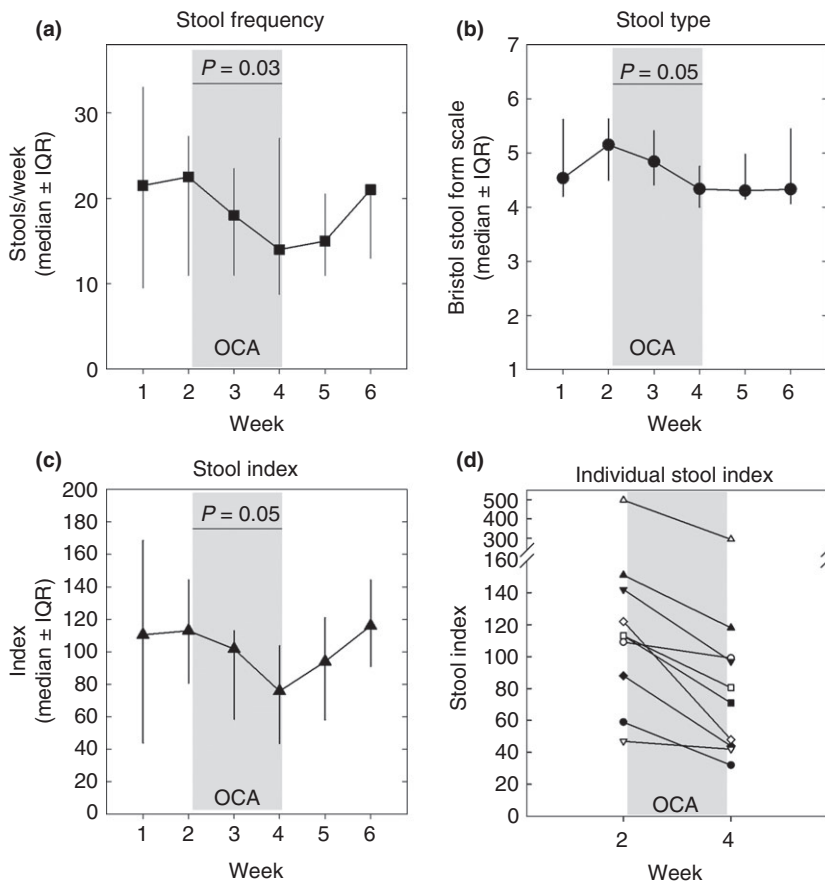 (a) Stool frequency
P = 0.03
30
20
10
0
Stools/week
(median ± IQR)
OCA
1 2 3 4 5 6
Week
(b) Stool type
P = 0.05
7
6
5
4
3
2
1
Bristol stool form scale
(median ± IQR)
OCA
1 2 3 4 5 6
Week
(c) Stool index
P = 0.05
200
180
160
140
120
100
80
60
40
20
0
Index
(median ± IQR)
OCA
1 2 3 4 5 6
Week
(d) Individual stool index
500
400
300
160
140
120
100
80
60
40
20
0
Stool index
OCA
2 4
Week